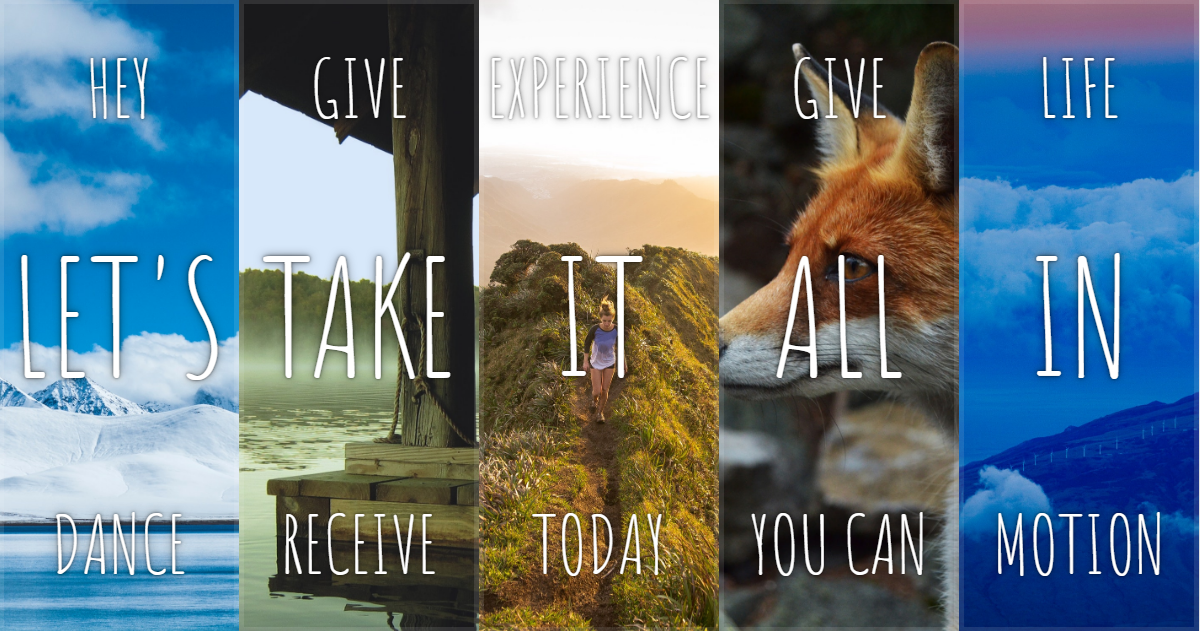 HEY
LET'S
DANCE
GIVE
TAKE
RECEIVE
EXPERIENCE
IT
TODAY
GIVE
ALL
YOU CAN
LIFE
IN
MOTION